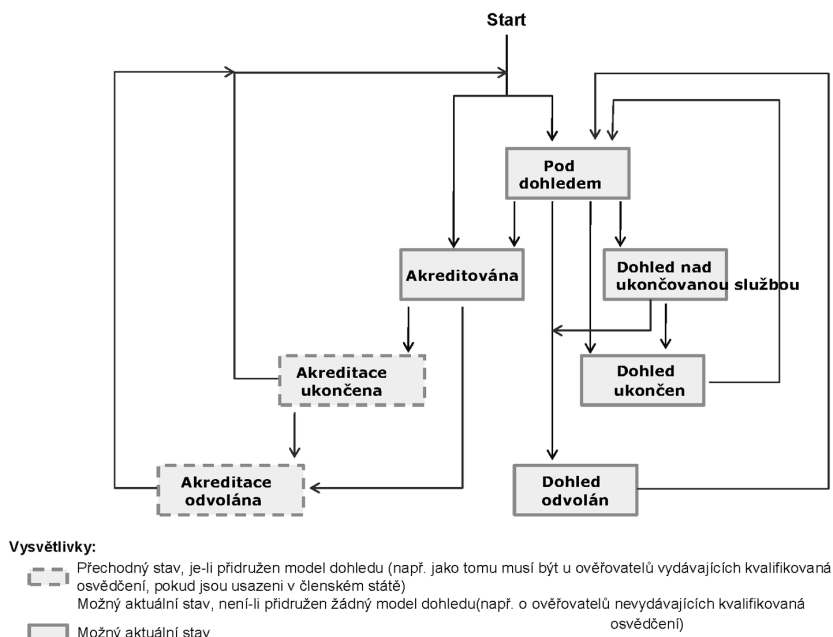 Start
Pod
dohledem
Akreditována
Dohled nad
ukončovanou službou
Akreditace
ukončena
Dohled
ukončen
Akreditace
odvolána
Dohled
odvolán
Vysvětlivky:
Přechodný stav, je-li přidružen model dohledu (např. jako tomu musí být u ověřovatelů vydávajících kvalifikovaná
osvědčení, pokud jsou usazeni v členském státě)
Možný aktuální stav, není-li přidružen žádný model dohledu(např. o ověřovatelů nevydávajících kvalifikovaná
osvědčení)
Možný aktuální stav